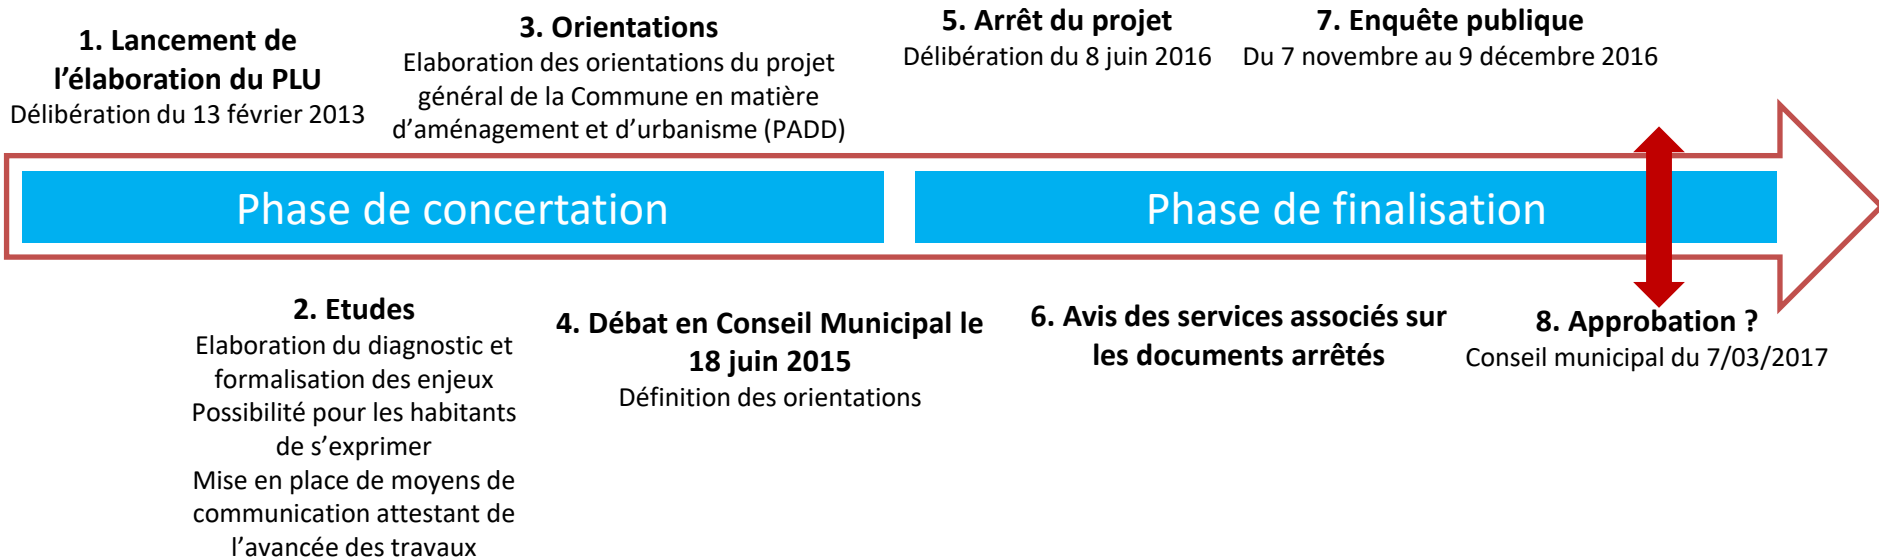 1. Lancement de
l’élaboration du PLU
Délibération du 13 février 2013
3. Orientations
Elaboration des orientations du projet
général de la Commune en matière
d’aménagement et d’urbanisme (PADD)
5. Arrêt du projet
Délibération du 8 juin 2016
7. Enquête publique
Du 7 novembre au 9 décembre 2016
Phase de concertation
Phase de finalisation
2. Etudes
Elaboration du diagnostic et
formalisation des enjeux
Possibilité pour les habitants
de s’exprimer
Mise en place de moyens de
communication attestant de
l’avancée des travaux
4. Débat en Conseil Municipal le
18 juin 2015
Définition des orientations
6. Avis des services associés sur
les documents arrêtés
8. Approbation ?
Conseil municipal du 7/03/2017